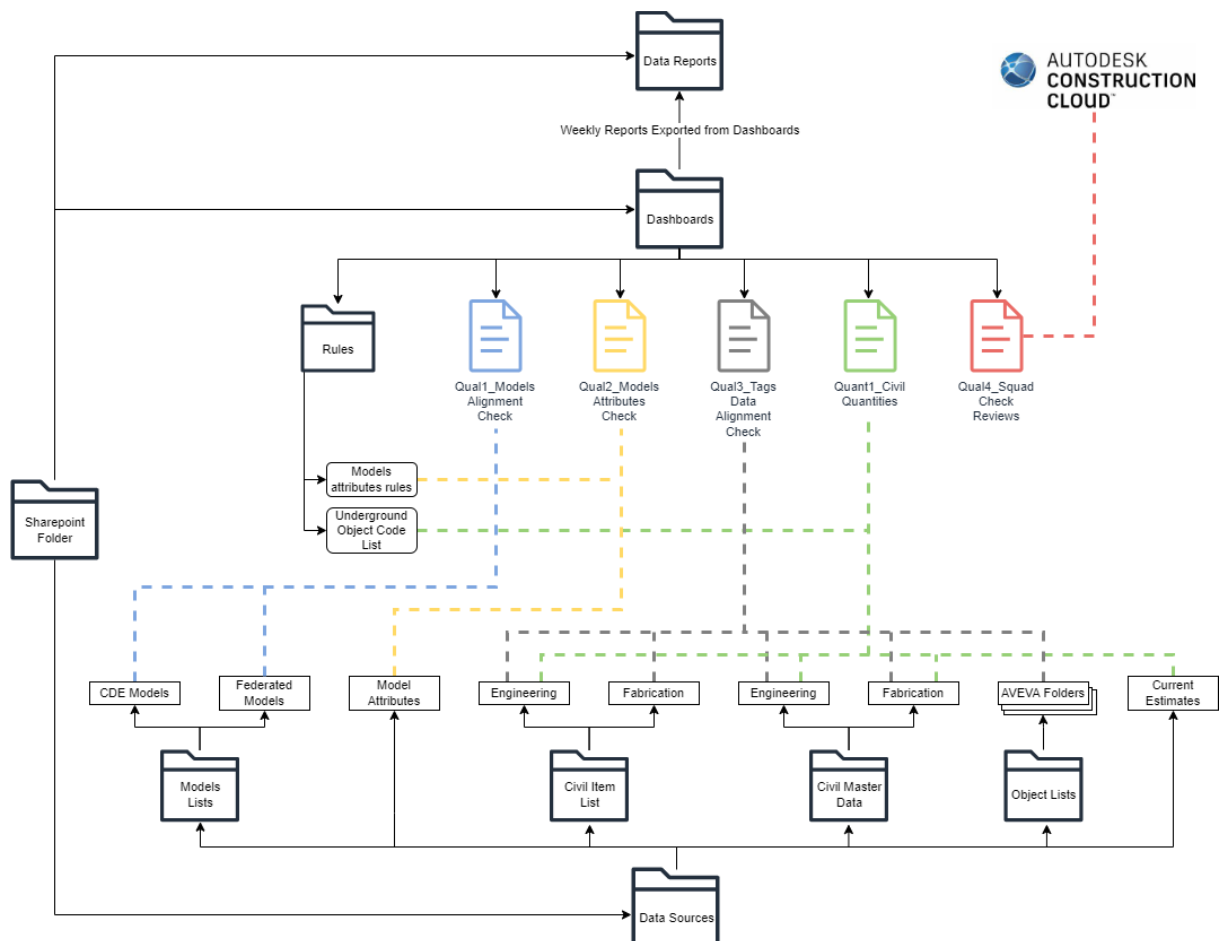 Data Reports
AUTODESK
CONSTRUCTION
CLOUD™
Weekly Reports Exported from Dashboards
Dashboards
Rules
Qual1_Models
Alignment
Check
Qual2_Models
Attributes
Check
Qual3_Tags
Data
Alignment
Check
Quant1_Civil
Quantities
Qual4_Squad
Check
Reviews
Models
attributes rules
Underground
Object Code
List
Sharepoint
Folder
CDE Models
Federated
Models
Model
Attributes
Engineering
Fabrication
Engineering
Fabrication
AVEVA Folders
Current
Estimates
Models
Lists
Civil Item
List
Civil Master
Data
Object Lists
Data Sources